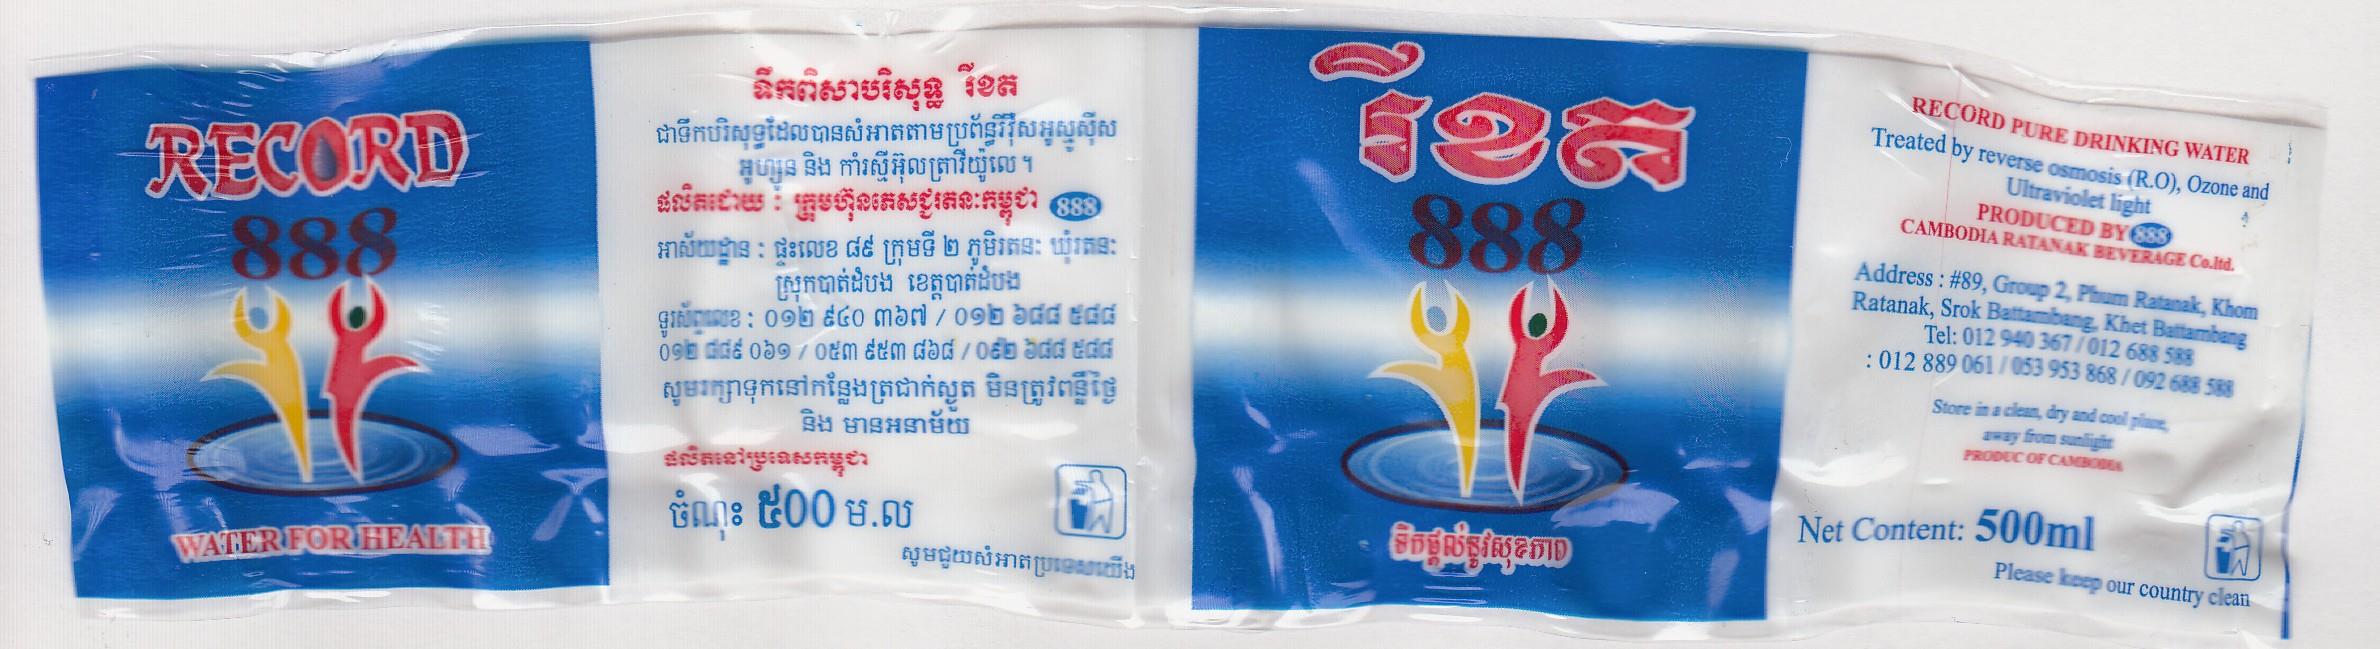 RECORD
888
WATER FOR HEALTH
ទឹកពិសាបរិសុទ្ធ រីខត
ជាទឹកបរិសុទ្ធដែលបានសំអាតតាមប្រព័ន្ធរីវឺសអូស្មូស៊ីស
អូហ្សូន និង កាំរស្មីអ៊ុលត្រាវីយ៉ូលេ។
ផលិតដោយ : ក្រុមហ៊ុនភេសជ្ជរតនៈកម្ពុជា 888
អាស័យដ្ឋាន : ផ្ទះលេខ ៨៩ ក្រុមទី ២ ភូមិរតនៈ ឃុំរតនៈ
ស្រុកបាត់ដំបង ខេត្តបាត់ដំបង
ទូរស័ព្ទលេខ : ០១២ ៩៤០ ៣៦៧ / ០១២ ៦៨៨ ៥៨៨
០១២ ៨៨៩ ០៦១ / ០៥៣ ៩៥៣ ៨៦៨ / ០៩២ ៦៨៨ ៥៨៨
សូមរក្សាទុកនៅកន្លែងត្រជាក់ស្ងួត មិនត្រូវពន្លឺថ្ងៃ
និង មានអនាម័យ
ផលិតនៅប្រទេសកម្ពុជា
ចំណុះ ៥០០ ម.ល
សូមជួយសំអាតប្រទេសយើង
រីខត
888
ទឹកផ្តល់នូវសុខភាព
RECORD PURE DRINKING WATER
Treated by reverse osmosis (R.O), Ozone and
Ultraviolet light
PRODUCED BY 888
CAMBODIA RATANAK BEVERAGE Co.ltd.
Address : #89, Group 2, Phum Ratanak, Khom
Ratanak, Srok Battambang, Khet Battambang
Tel: 012 940 367 / 012 688 588
: 012 889 061 / 053 953 868 / 092 688 588
Store in a clean, dry and cool place,
away from sunlight
PRODUC OF CAMBODIA
Net Content: 500ml
Please keep our country clean